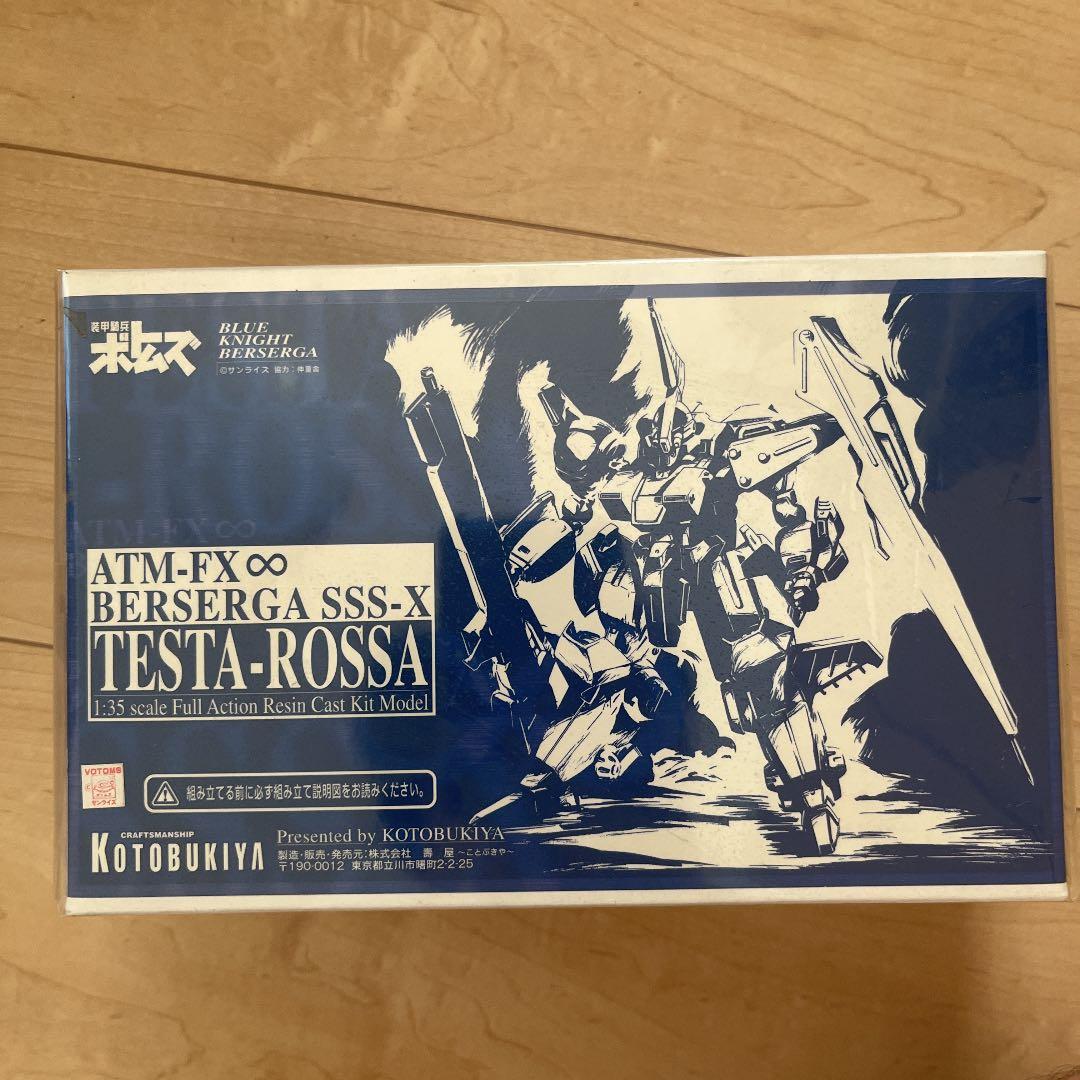 装甲騎兵
ボトムズ
BLUE
KNIGHT
BERSERGA
©サンライズ 協力:伸童舎
ATM-FX∞
ATM-FX∞
BERSERGA SSS-X
TESTA-ROSSA
1:35 scale Full Action Resin Cast Kit Model
VOTOMS
©
サンライズ
組み立てる前に必ず組み立て説明図をお読みください。
CRAFTSMANSHIP
KOTOBUKIYA
Presented by KOTOBUKIYA
製造・販売・発売元:株式会社 壽屋 〜ことぶきや〜
〒190-0012 東京都立川市曙町2-2-25